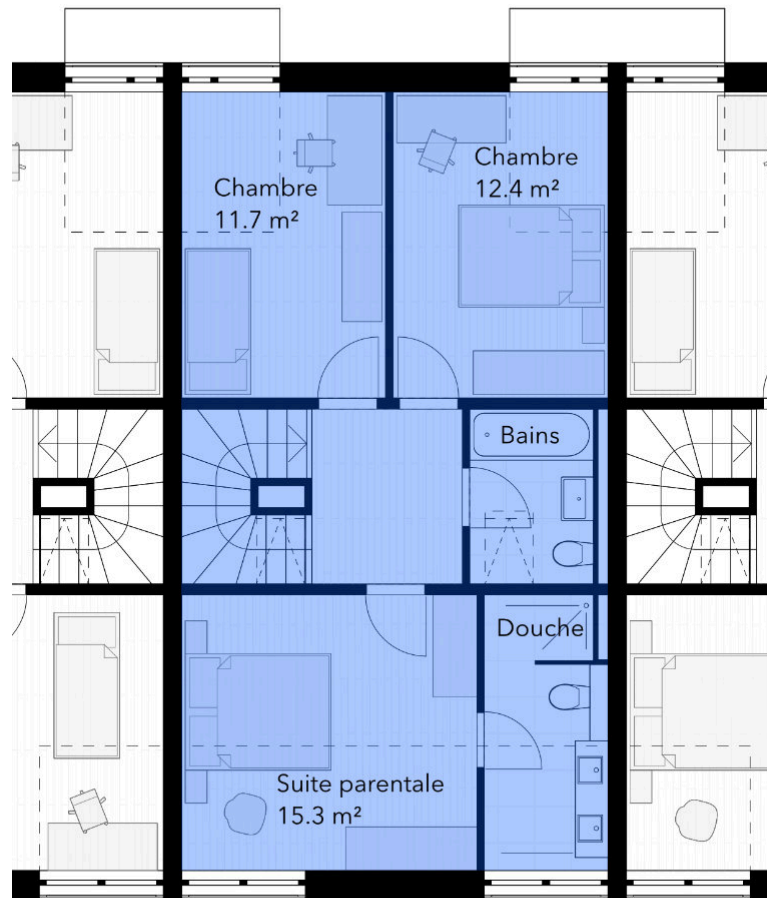 Chambre
11.7 m²
Chambre
12.4 m²
Bains
Douche
Suite parentale
15.3 m²